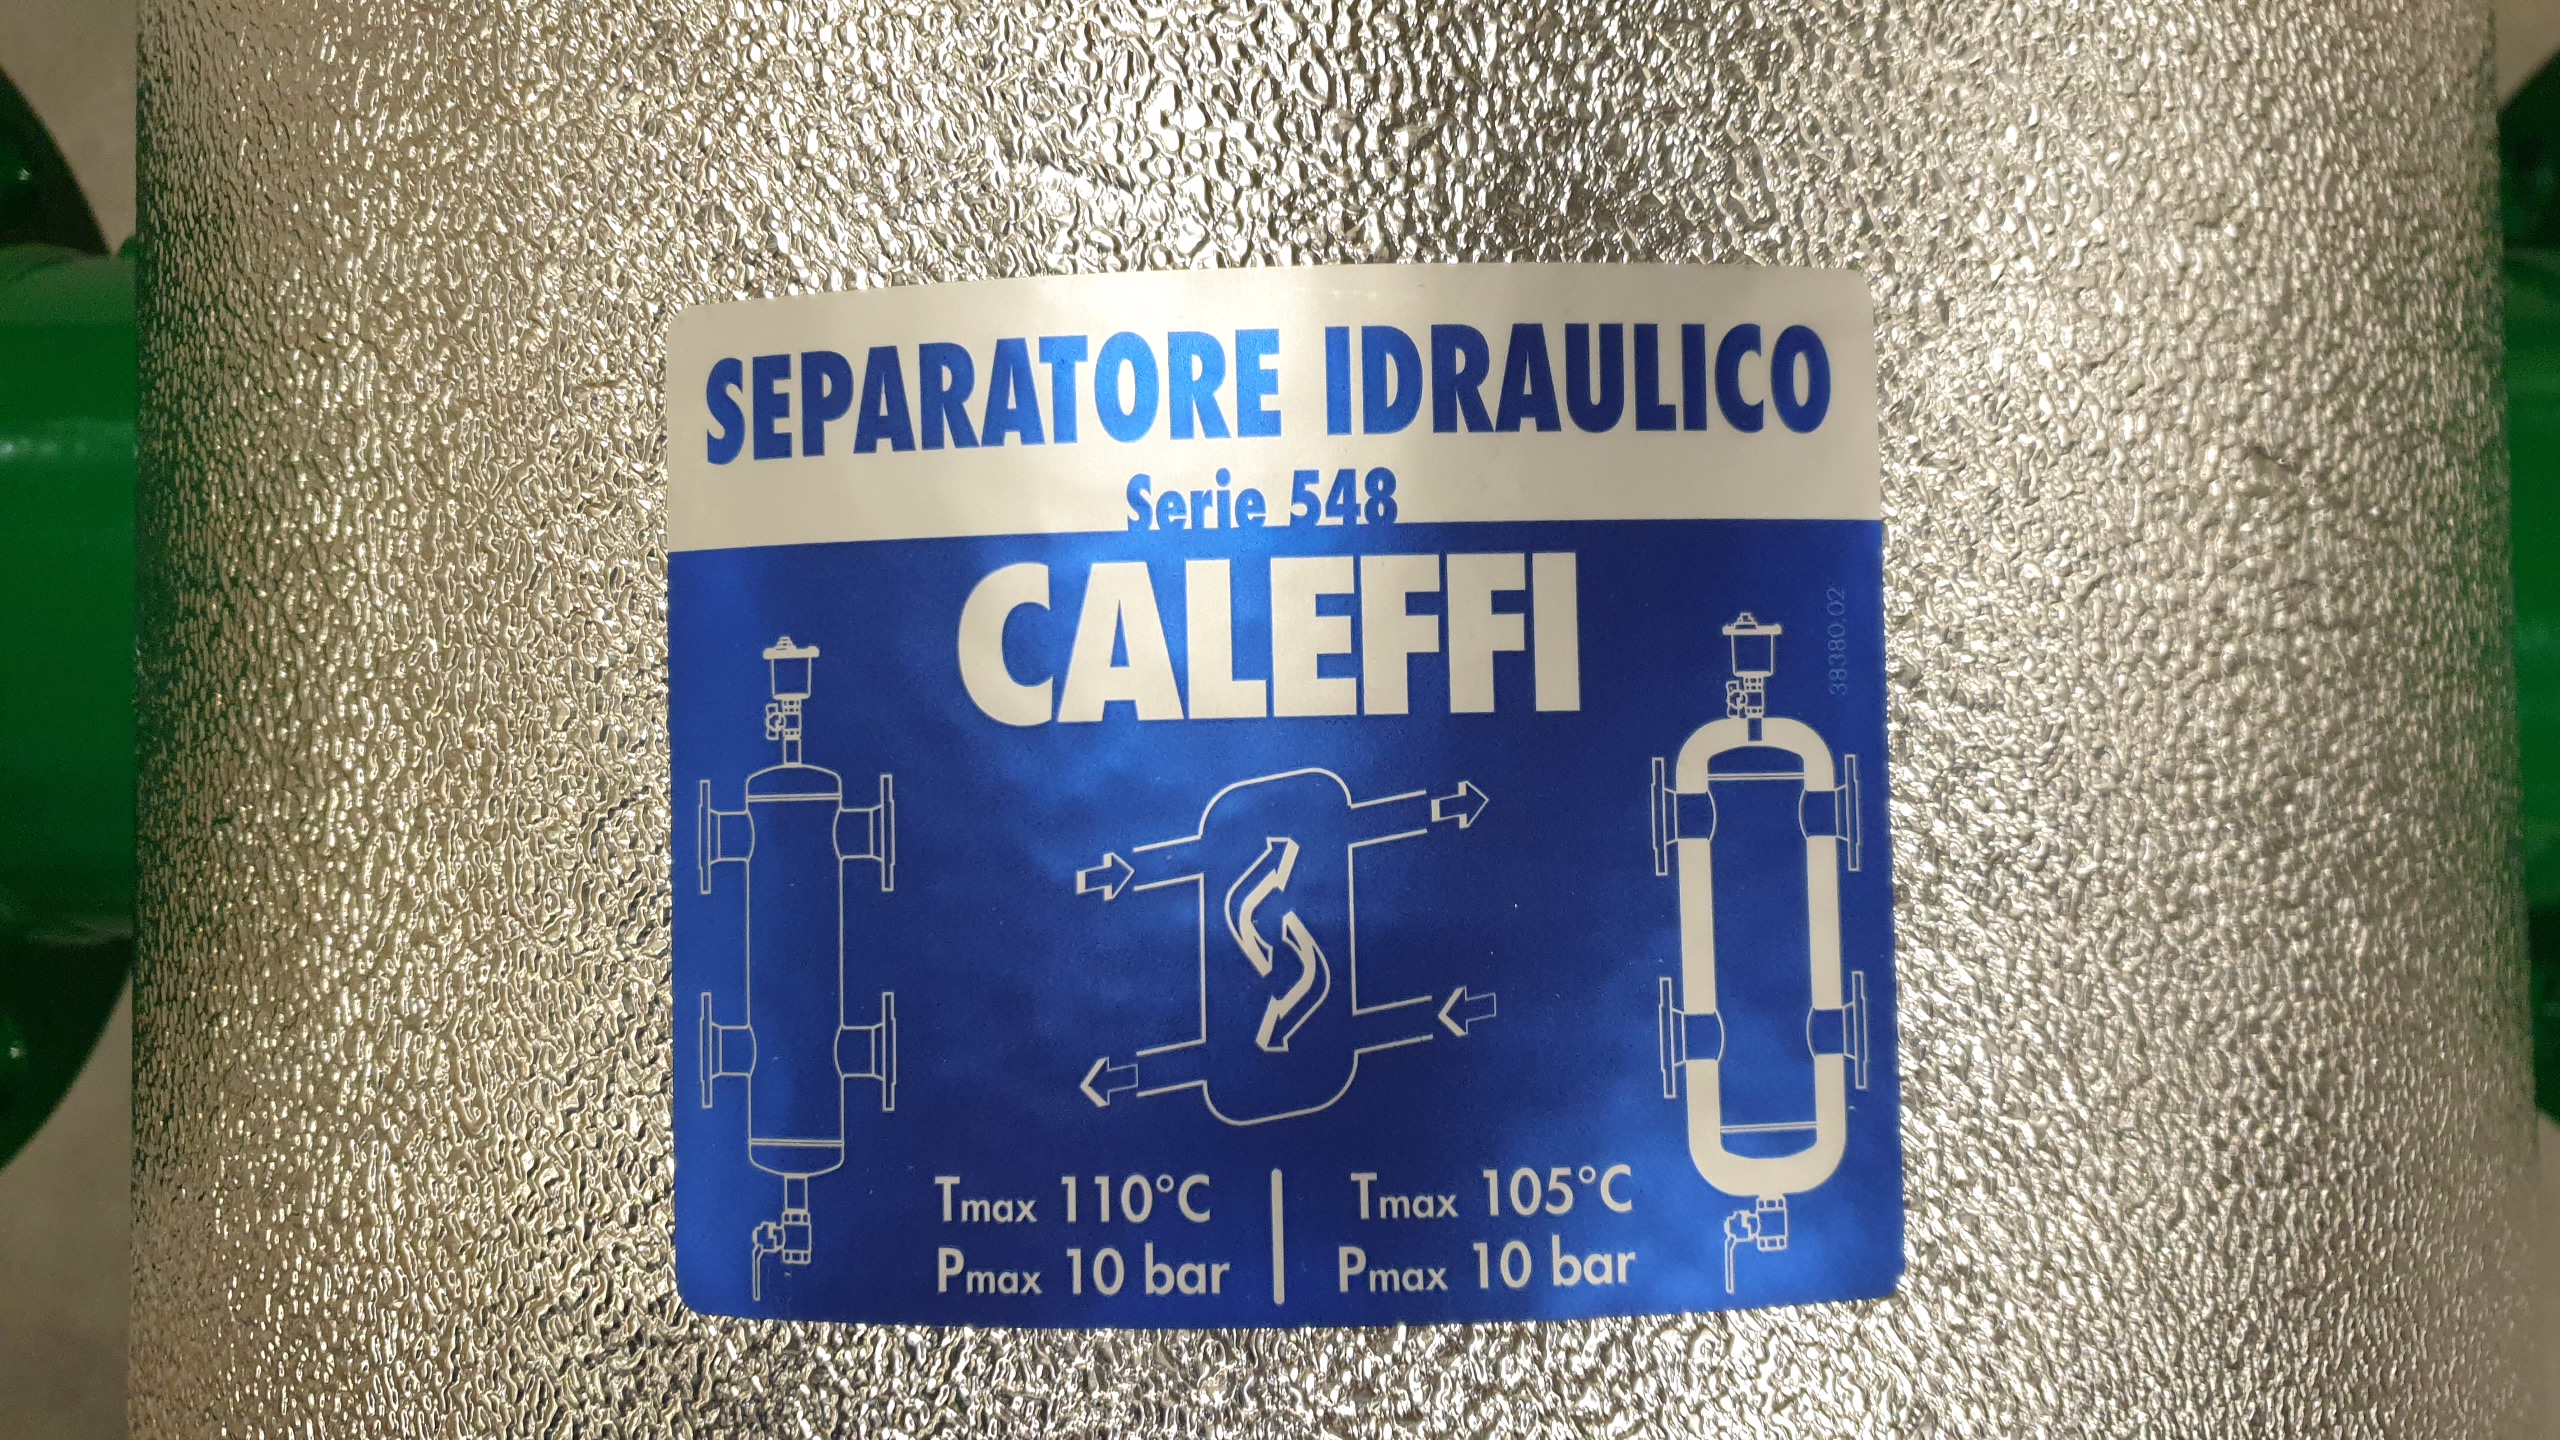 SEPARATORE IDRAULICO
Serie 548
CALEFFI
38380.02
Tmax 110°C
Pmax 10 bar
Tmax 105°C
Pmax 10 bar